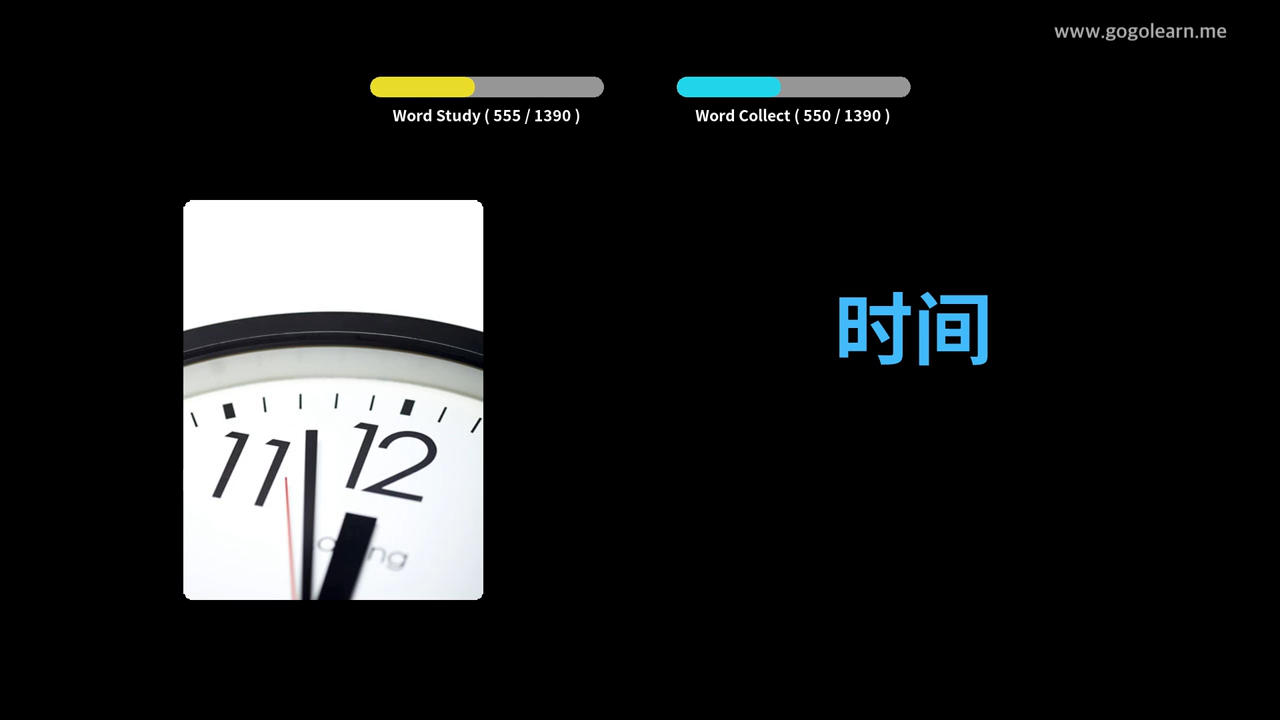 www.gogolearn.me
Word Study ( 555 / 1390 )
Word Collect ( 550 / 1390 )
时间
11
12